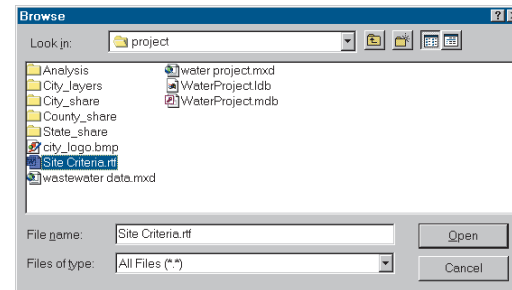 Browse
Look in: project
Analysis
City_layers
City_share
County_share
State_share
city_logo.bmp
Site Criteria.rtf
wastewater data.mxd
water project.mxd
WaterProject.ldb
WaterProject.mdb
File name: Site Criteria.rtf Open
Files of type: All Files (*.*) Cancel